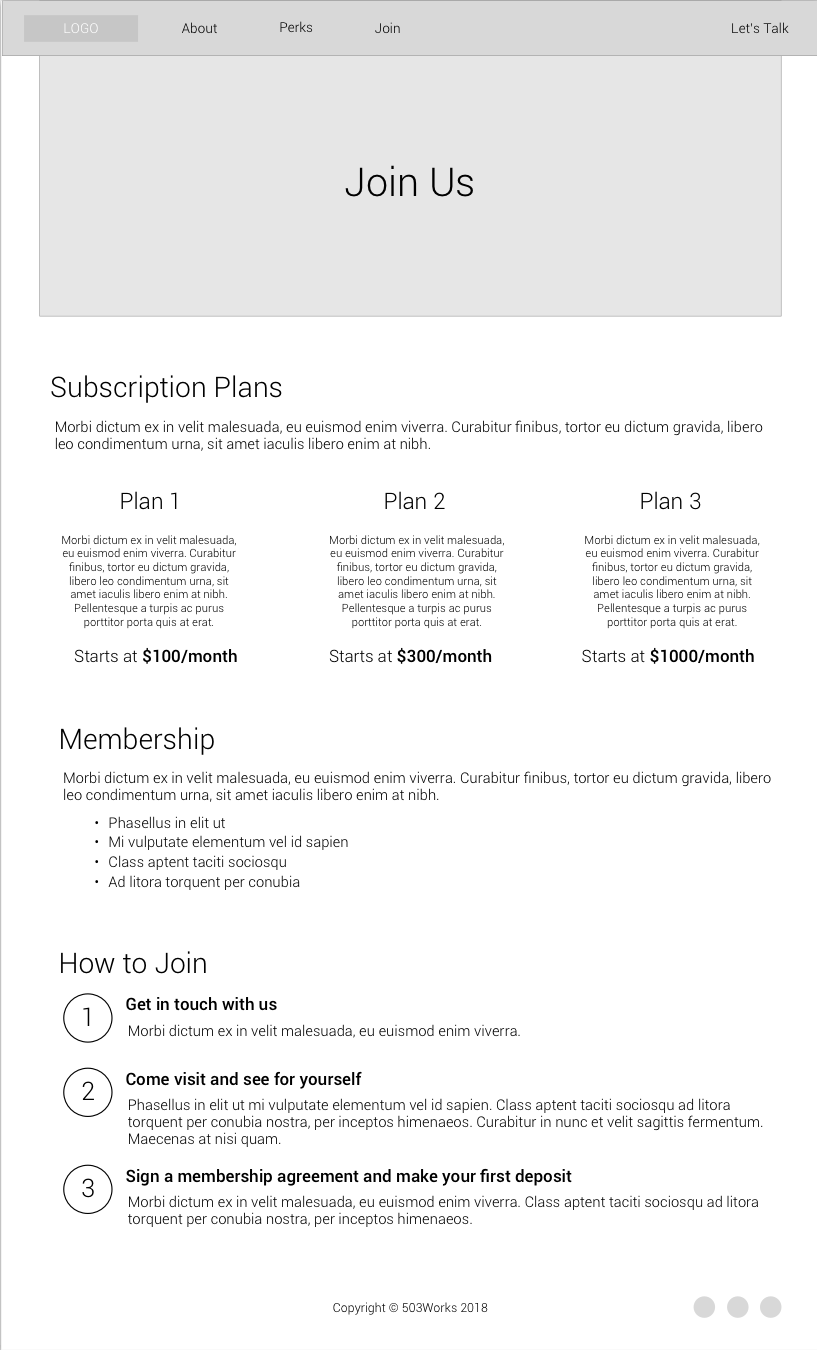 LOGO
About
Perks
Join
Let's Talk
Join Us
Subscription Plans
Morbi dictum ex in velit malesuada, eu euismod enim viverra. Curabitur finibus, tortor eu dictum gravida, libero
leo condimentum urna, sit amet iaculis libero enim at nibh.
Plan 1
Morbi dictum ex in velit malesuada,
eu euismod enim viverra. Curabitur
finibus, tortor eu dictum gravida,
libero leo condimentum urna, sit
amet iaculis libero enim at nibh.
Pellentesque a turpis ac purus
porttitor porta quis at erat.
Starts at $100/month
Plan 2
Morbi dictum ex in velit malesuada,
eu euismod enim viverra. Curabitur
finibus, tortor eu dictum gravida,
libero leo condimentum urna, sit
amet iaculis libero enim at nibh.
Pellentesque a turpis ac purus
porttitor porta quis at erat.
Starts at $300/month
Plan 3
Morbi dictum ex in velit malesuada,
eu euismod enim viverra. Curabitur
finibus, tortor eu dictum gravida,
libero leo condimentum urna, sit
amet iaculis libero enim at nibh.
Pellentesque a turpis ac purus
porttitor porta quis at erat.
Starts at $1000/month
Membership
Morbi dictum ex in velit malesuada, eu euismod enim viverra. Curabitur finibus, tortor eu dictum gravida, libero
leo condimentum urna, sit amet iaculis libero enim at nibh.
• Phasellus in elit ut
• Mi vulputate elementum vel id sapien
• Class aptent taciti sociosqu
• Ad litora torquent per conubia
How to Join
1
Get in touch with us
Morbi dictum ex in velit malesuada, eu euismod enim viverra.
2
Come visit and see for yourself
Phasellus in elit ut mi vulputate elementum vel id sapien. Class aptent taciti sociosqu ad litora
torquent per conubia nostra, per inceptos himenaeos. Curabitur in nunc et velit sagittis fermentum.
Maecenas at nisi quam.
3
Sign a membership agreement and make your first deposit
Morbi dictum ex in velit malesuada, eu euismod enim viverra. Class aptent taciti sociosqu ad litora
torquent per conubia nostra, per inceptos himenaeos.
Copyright © 503Works 2018